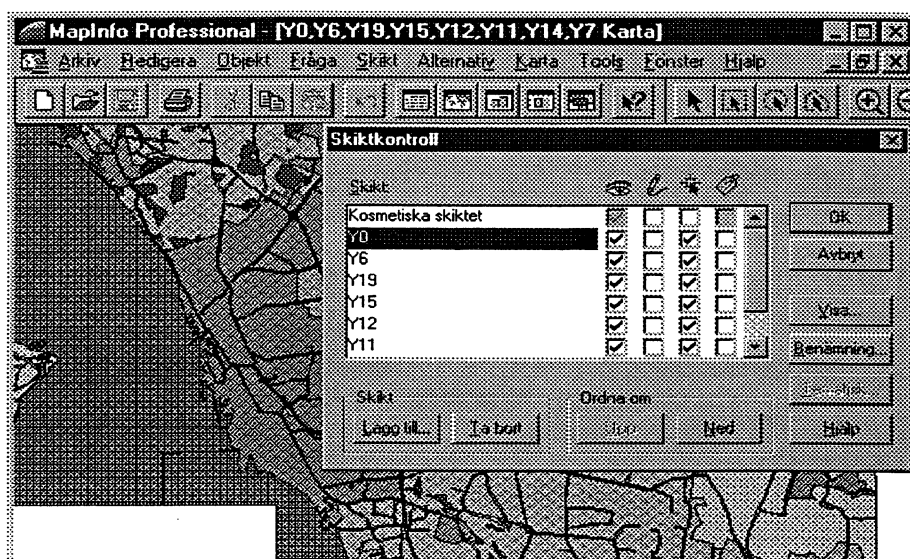 MapInfo Professional - [Y0,Y6,Y19,Y15,Y12,Y11,Y14,Y7 Karta]
Arkiv Redigera Objekt Fråga Skikt Alternativ Karta Tools Fönster Hjälp
Skiktkontroll
Skikt:
Kosmetiska skiktet
Y0
Y6
Y19
Y15
Y12
Y11
OK
Avbryt
Visa...
Benämning...
Skikt
Lägg till... Ta bort
Ordna om
Upp Ned
Hjälp